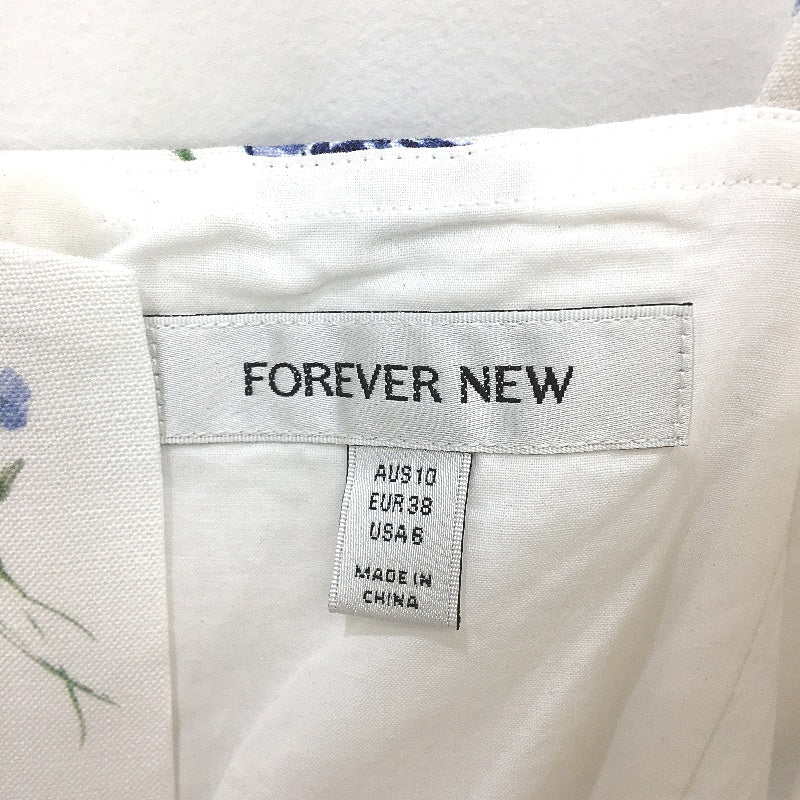 FOREVER NEW
AUS10
EUR38
USA6
MADE IN
CHINA